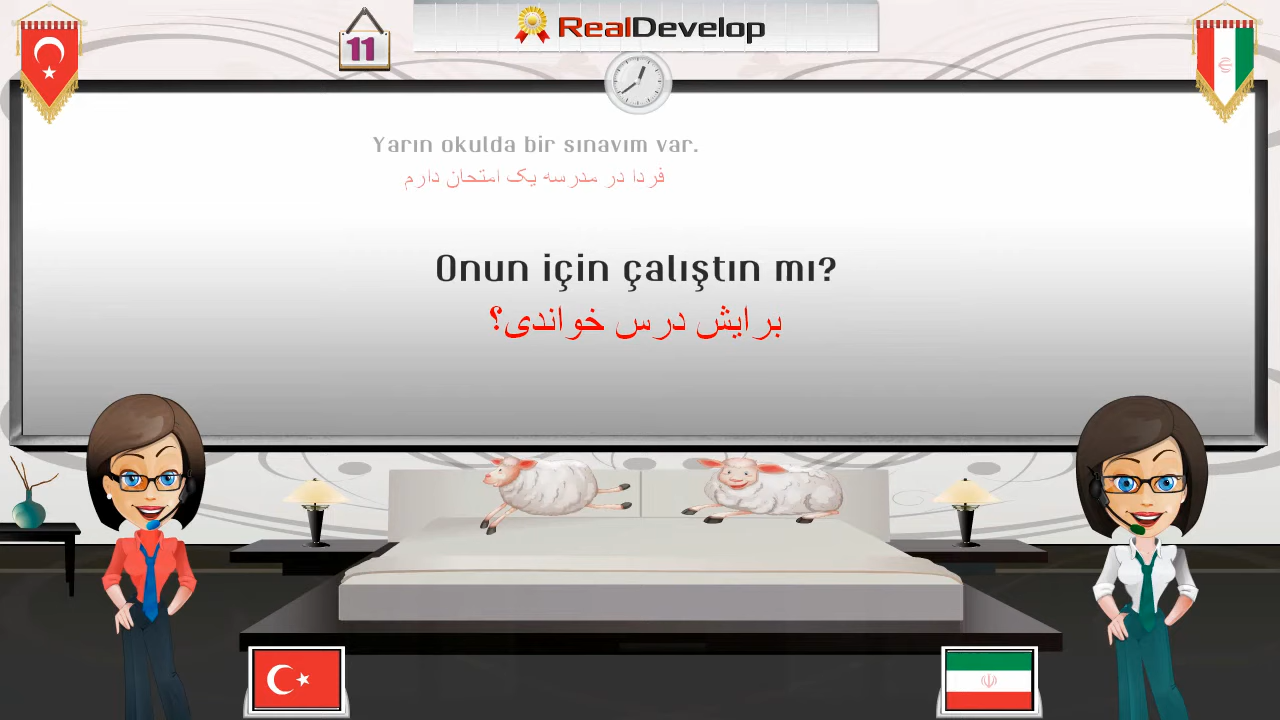 11
RealDevelop
Yarın okulda bir sınavım var.
فردا در مدرسه یک امتحان دارم
Onun için çalıştın mı?
برایش درس خواندی؟